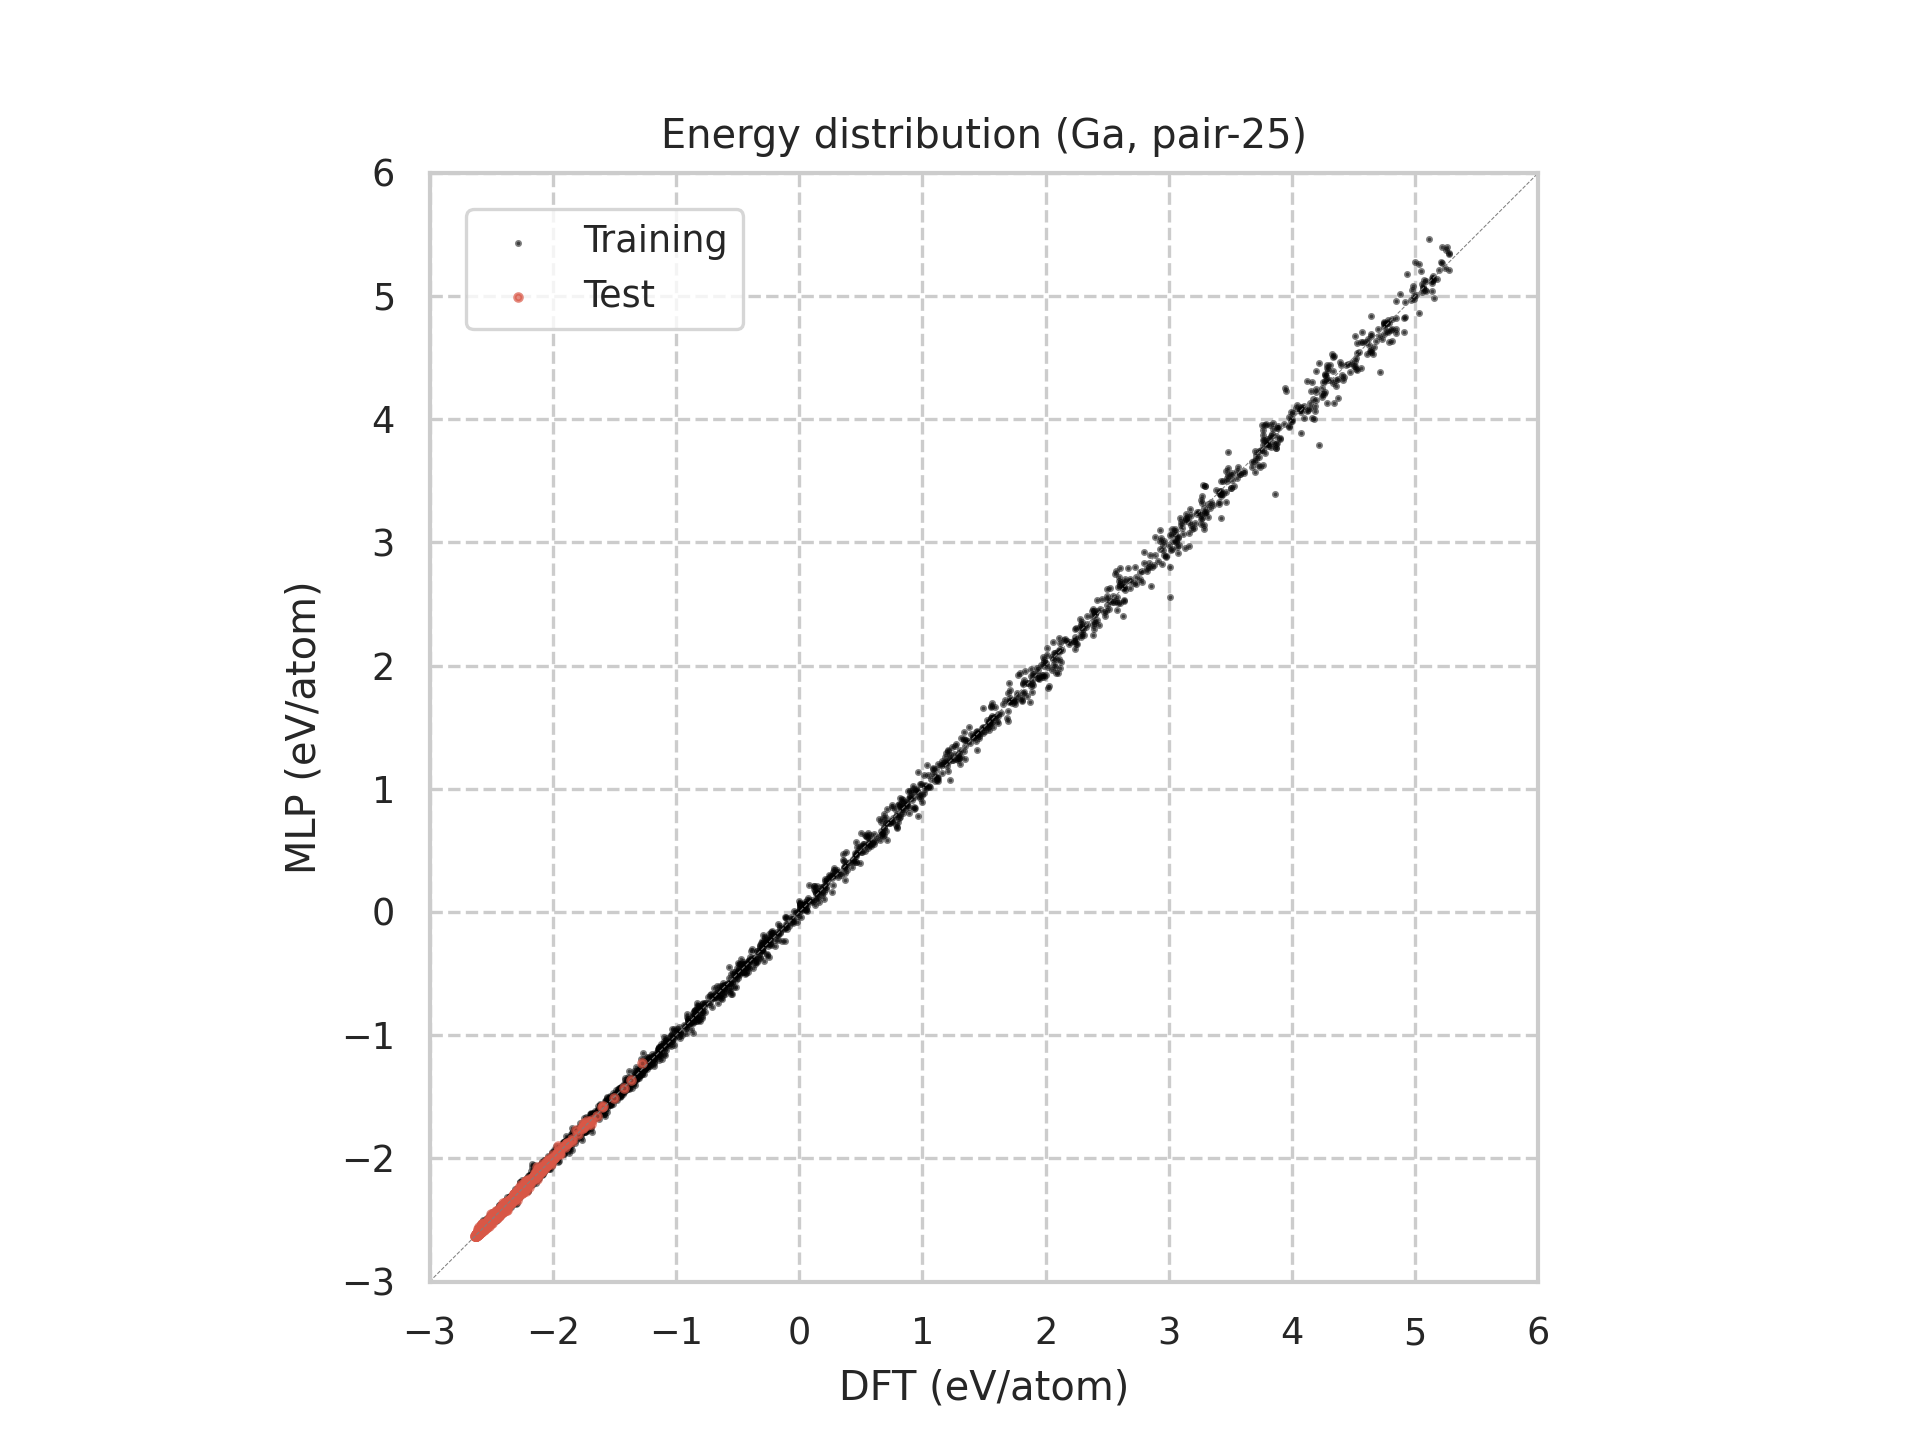 Energy distribution (Ga, pair-25)
Training
Test
6
5
4
3
2
1
0
−1
−2
−3
MLP (eV/atom)
−3 −2 −1 0 1 2 3 4 5 6
DFT (eV/atom)